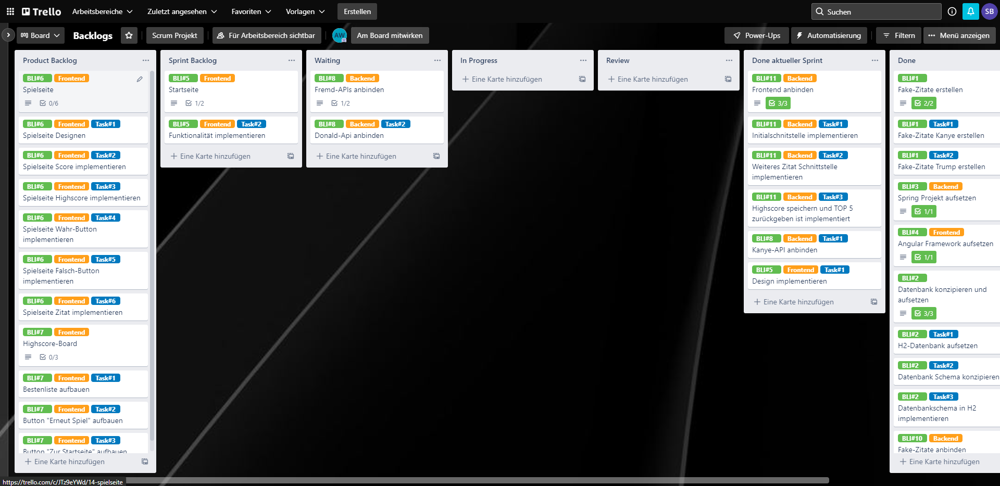 Trello
Arbeitsbereiche
Zuletzt angesehen
Favoriten
Vorlagen
Erstellen
Suchen
SB
Board
Backlogs
Scrum Projekt
Für Arbeitsbereich sichtbar
AW
Am Board mitwirken
Power-Ups
Automatisierung
Filtern
Menü anzeigen
Product Backlog
BLI#6 Frontend
Spielseite
0/6
BLI#6 Frontend Task#1
Spielseite Designen
BLI#6 Frontend Task#2
Spielseite Score implementieren
BLI#6 Frontend Task#3
Spielseite Highscore implementieren
BLI#6 Frontend Task#4
Spielseite Wahr-Button
implementieren
BLI#6 Frontend Task#5
Spielseite Falsch-Button
implementieren
BLI#6 Frontend Task#6
Spielseite Zitat implementieren
BLI#7 Frontend
Highscore-Board
0/3
BLI#7 Frontend Task#1
Bestenliste aufbauen
BLI#7 Frontend Task#2
Button "Erneut Spiel" aufbauen
BLI#7 Frontend Task#3
Button "Zur Startseite" aufbauen
Eine Karte hinzufügen
Sprint Backlog
BLI#5 Frontend
Startseite
1/2
BLI#5 Frontend Task#2
Funktionalität implementieren
Eine Karte hinzufügen
Waiting
BLI#8 Backend
Fremd-APIs anbinden
1/2
BLI#8 Backend Task#2
Donald-Api anbinden
Eine Karte hinzufügen
In Progress
Eine Karte hinzufügen
Review
Eine Karte hinzufügen
Done aktueller Sprint
BLI#11 Backend
Frontend anbinden
3/3
BLI#11 Backend Task#1
Initialschnitstelle implementieren
BLI#11 Backend Task#2
Weiteres Zitat Schnittstelle
implementieren
BLI#11 Backend Task#3
Highscore speichern und TOP 5
zurückgeben ist implementiert
BLI#8 Backend Task#1
Kanye-API anbinden
BLI#5 Frontend Task#1
Design implementieren
Eine Karte hinzufügen
Done
BLI#1
Fake-Zitate erstellen
2/2
BLI#1 Task#1
Fake-Zitate Kanye erstellen
BLI#1 Task#2
Fake-Zitate Trump erstellen
BLI#3 Backend
Spring Projekt aufsetzen
1/1
BLI#4 Frontend
Angular Framework aufsetzen
1/1
BLI#2
Datenbank konzipieren und
aufsetzen
3/3
BLI#2 Task#1
H2-Datenbank aufsetzen
BLI#2 Task#2
Datenbank Schema konzipieren
BLI#2 Task#3
Datenbankschema in H2
implementieren
BLI#10 Backend
Fake-Zitate anbinden
Eine Karte hinzufügen
https://trello.com/c/JTz9eYWd/14-spielseite